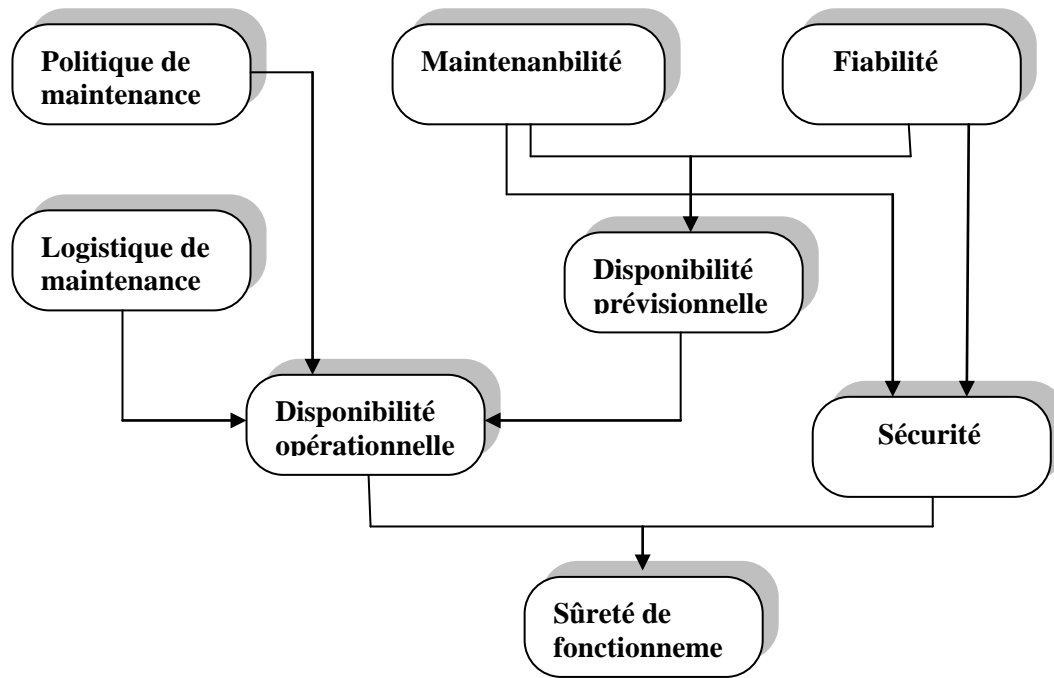 Politique de
maintenance
Maintenanbilité
Fiabilité
Logistique de
maintenance
Disponibilité
prévisionnelle
Disponibilité
opérationnelle
Sécurité
Sûreté de
fonctionneme